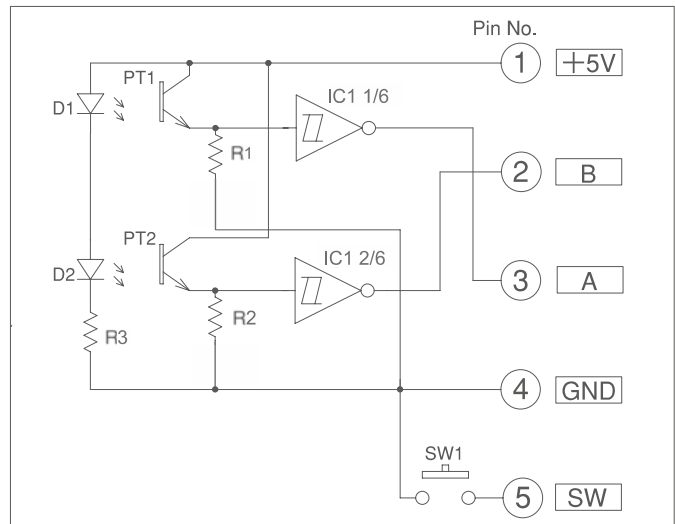 Pin No.
1 +5V
PT1
IC1 1/6
D1
R1
2 B
PT2
IC1 2/6
D2
3 A
R2
R3
4 GND
SW1
5 SW